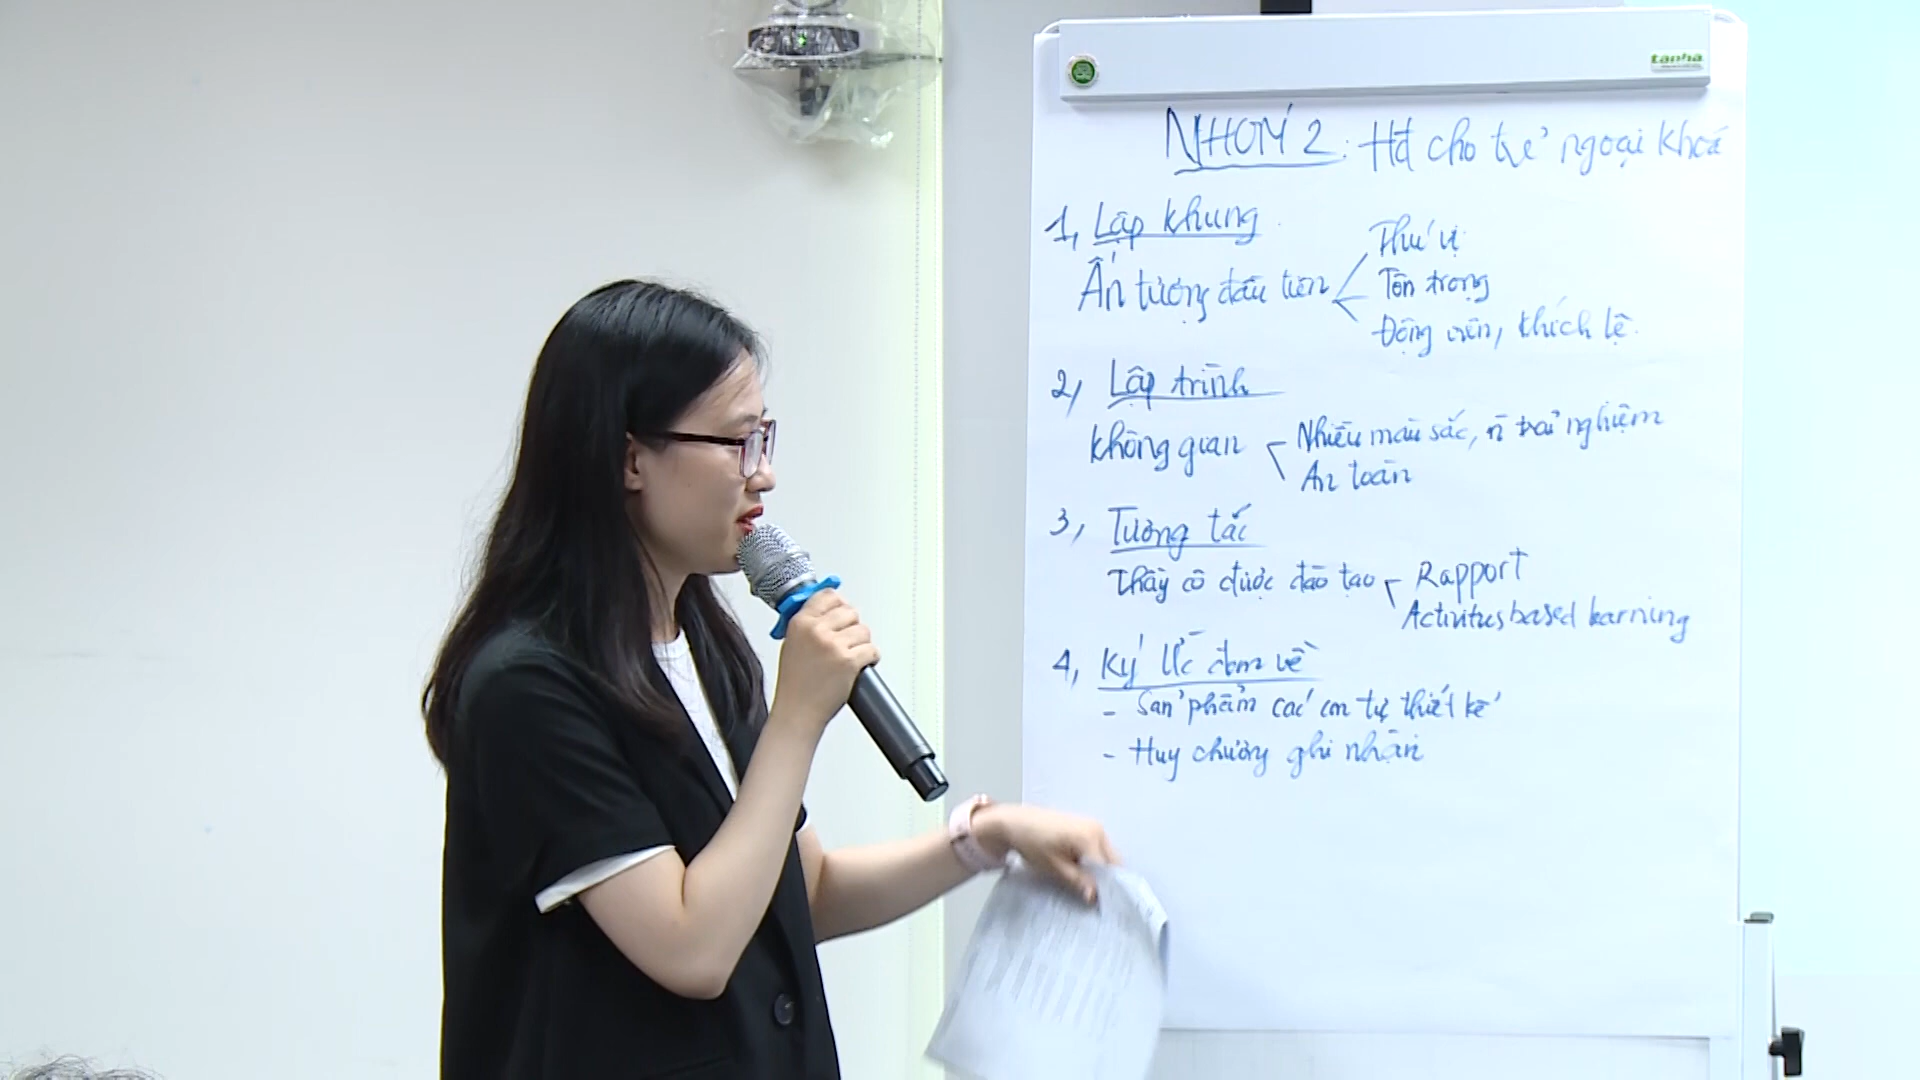 tanha
NHÓM 2: Hđ cho trẻ ngoại khoá
1, Lập khung
Ấn tượng đầu tiên
Thú vị
Tôn trọng
Động viên, khích lệ.
2, Lập trình
Không gian
Nhiều màu sắc, n trải nghiệm
An toàn
3, Tương tác
Thầy cô được đào tạo
Rapport
Activities based learning
4, Ký ức đem về
- Sản phẩm các con tự thiết kế
- Huy chương ghi nhận